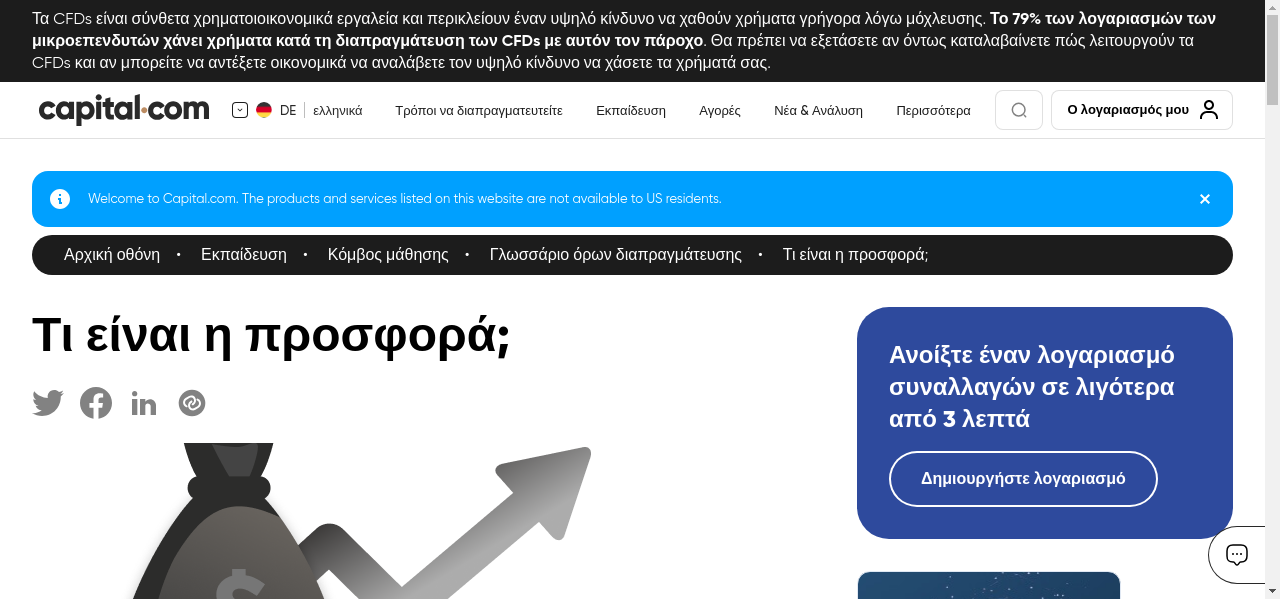 Τα CFDs είναι σύνθετα χρηματοιοικονομικά εργαλεία και περικλείουν έναν υψηλό κίνδυνο να χαθούν χρήματα γρήγορα λόγω μόχλευσης. Το 79% των λογαριασμών των
μικροεπενδυτών χάνει χρήματα κατά τη διαπραγμάτευση των CFDs με αυτόν τον πάροχο. Θα πρέπει να εξετάσετε αν όντως καταλαβαίνετε πώς λειτουργούν τα
CFDs και αν μπορείτε να αντέξετε οικονομικά να αναλάβετε τον υψηλό κίνδυνο να χάσετε τα χρήματά σας.
capital.com DE ελληνικά Τρόποι να διαπραγματευτείτε Εκπαίδευση Αγορές Νέα & Ανάλυση Περισσότερα Ο λογαριασμός μου
Welcome to Capital.com. The products and services listed on this website are not available to US residents.
Αρχική οθόνη • Εκπαίδευση • Κόμβος μάθησης • Γλωσσάριο όρων διαπραγμάτευσης • Τι είναι η προσφορά;
Τι είναι η προσφορά;
Ανοίξτε έναν λογαριασμό
συναλλαγών σε λιγότερα
από 3 λεπτά
Δημιουργήστε λογαριασμό
$